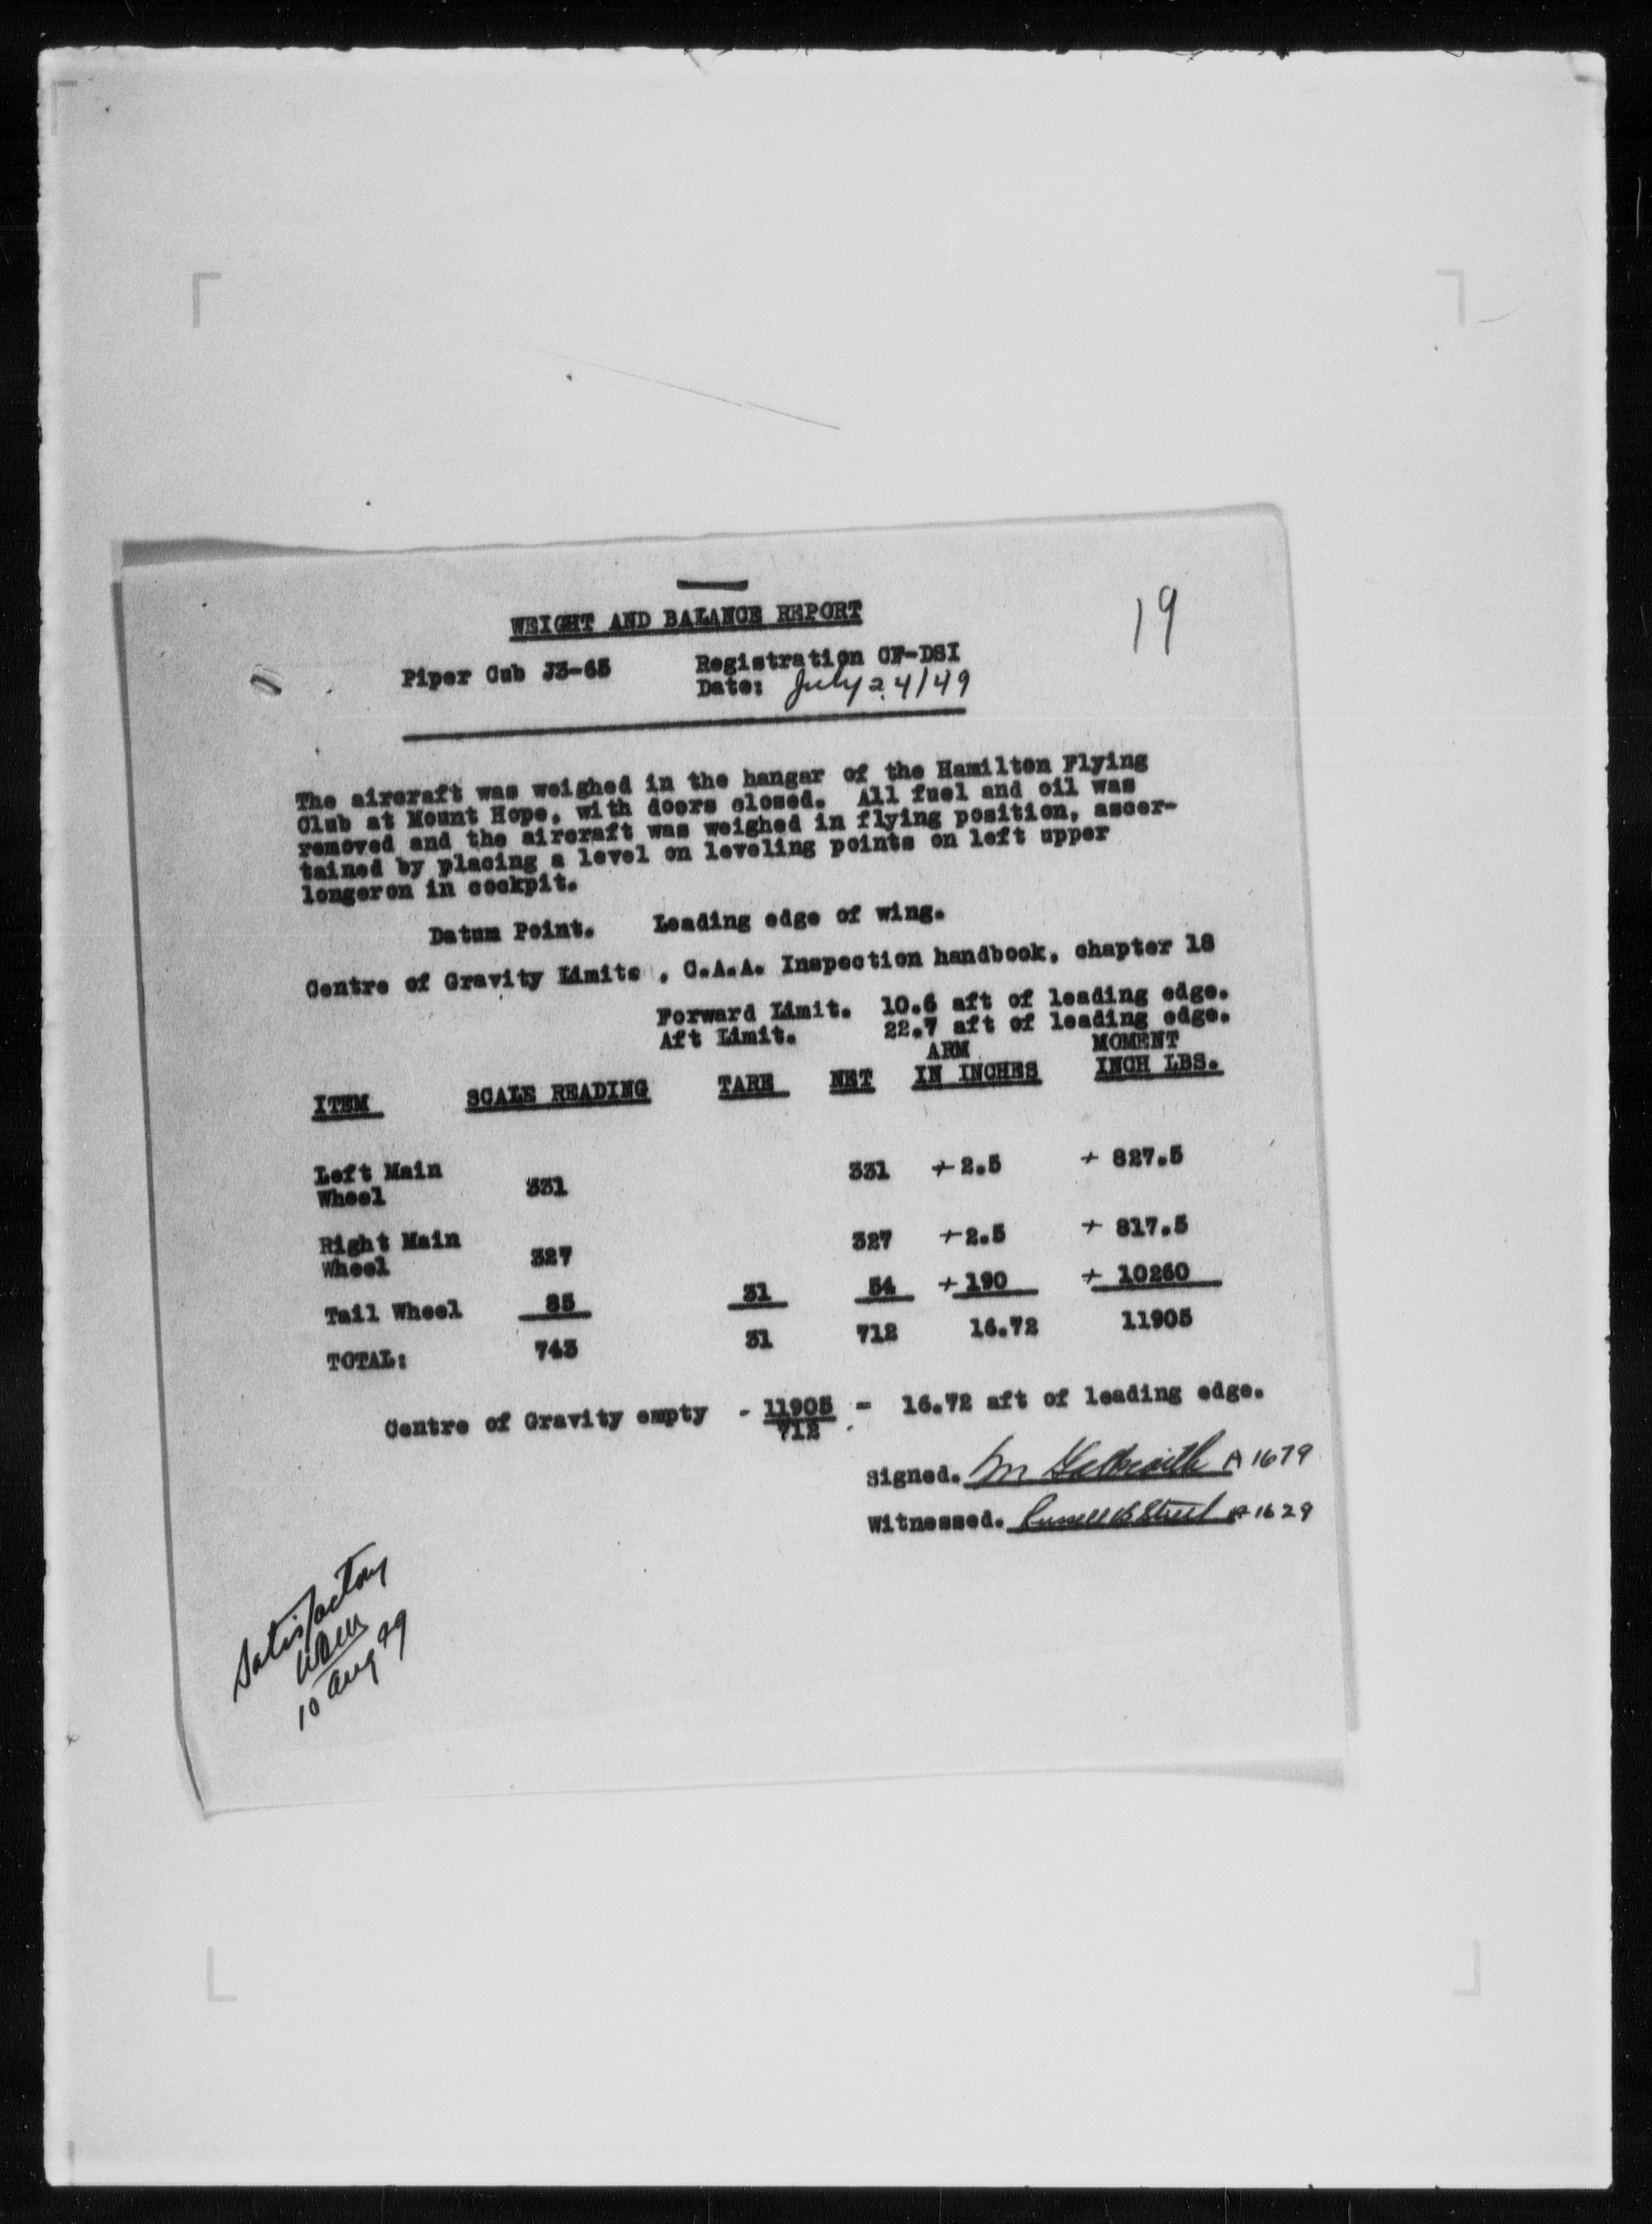 19
WEIGHT AND BALANCE REPORT
Piper Cub J3-65 Registration CF-DSI
Date: July 24/49
The aircraft was weighed in the hangar of the Hamilton Flying
Club at Mount Hope, with doors closed. All fuel and oil was
removed and the aircraft was weighed in flying position, ascer-
tained by placing a level on leveling points on left upper
longeron in cockpit.
Datum Point. Leading edge of wing.
Centre of Gravity Limits , C.A.A. Inspection handbook, chapter 18
Forward Limit. 10.6 aft of leading edge.
Aft Limit. 22.7 aft of leading edge.
ARM MOMENT
ITEM SCALE READING TARE NET IN INCHES INCH LBS.
Left Main
Wheel 331 331 +2.5 + 827.5
Right Main
Wheel 327 327 +2.5 + 817.5
Tail Wheel 85 31 54 +190 + 10260
TOTAL: 743 31 712 16.72 11905
Centre of Gravity empty - 11905 = 16.72 aft of leading edge.
712
Signed. A 1679
Witnessed. Russell B Steel A 1629
Satisfactory
10 Aug 49